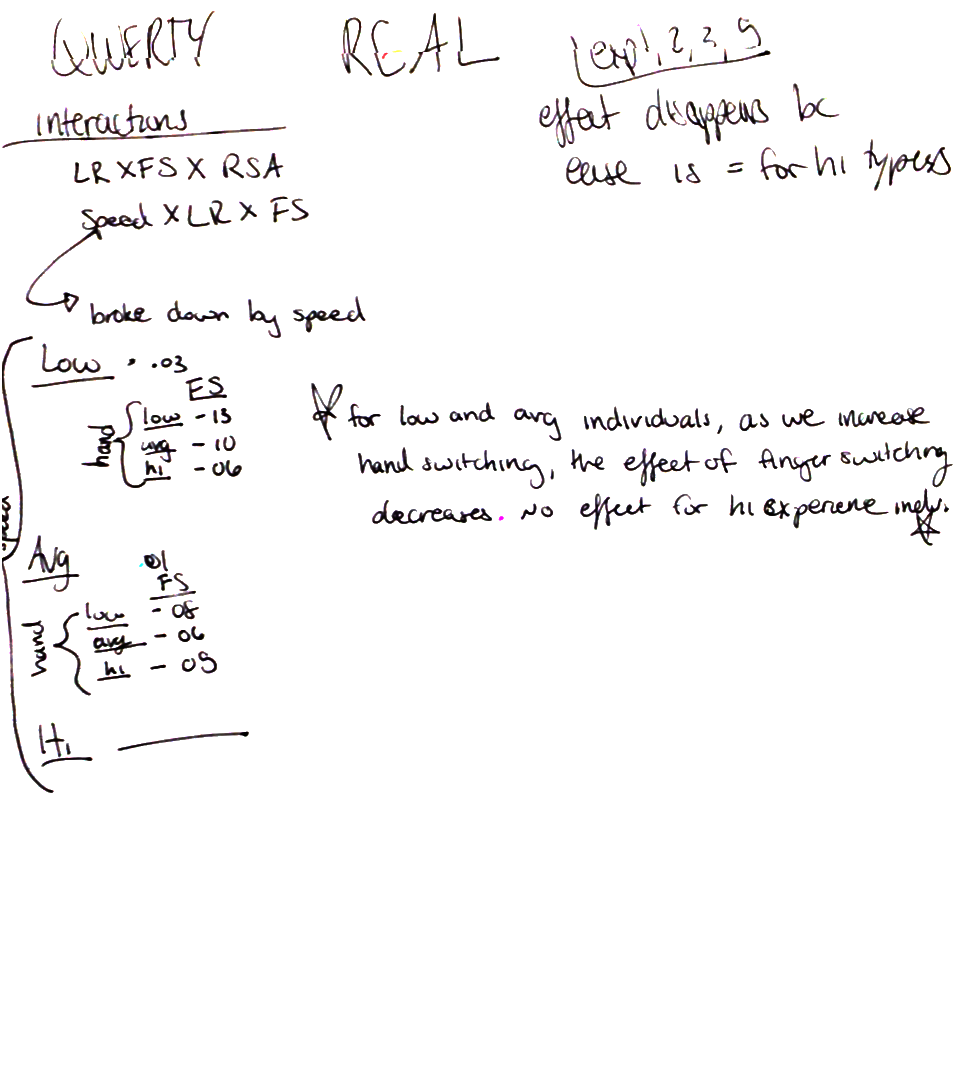 QWERTY REAL exp 1, 2, 3, 5
interactions
effect disappears bc
ease is = for hi types
LR X FS X RSA
Speed X LR X FS
broke down by speed
Low .03
FS
hand
low -13
avg -10
hi -06
for low and avg individuals, as we increase
hand switching, the effect of finger switching
decreases. No effect for hi experience indiv.
speed
Avg .01
FS
hand
low -08
avg -06
hi -05
Hi